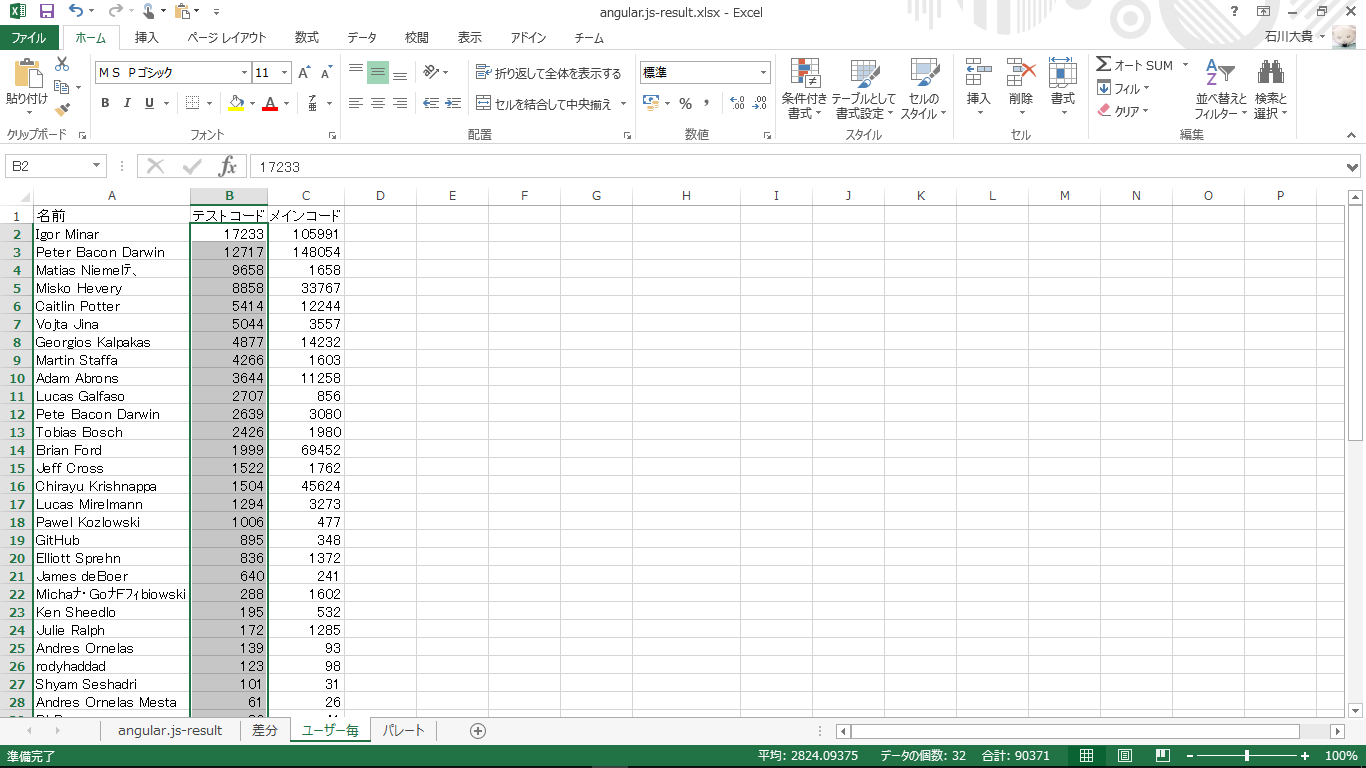 angular.js-result.xlsx - Excel
ファイル ホーム 挿入 ページ レイアウト 数式 データ 校閲 表示 アドイン チーム 石川大貴
ＭＳ Ｐゴシック 11 折り返して全体を表示する 標準 オート SUM
貼り付け B I U セルを結合して中央揃え % 条件付き書式 テーブルとして書式設定 セルのスタイル 挿入 削除 書式 フィル クリア 並べ替えとフィルター 検索と選択
クリップボード フォント 配置 数値 スタイル セル 編集
B2 fx 17233
A B C D E F G H I J K L M N O P
1 名前 テストコード メインコード
2 Igor Minar 17233 105991
3 Peter Bacon Darwin 12717 148054
4 Matias Niemelﾃ､ 9658 1658
5 Misko Hevery 8858 33767
6 Caitlin Potter 5414 12244
7 Vojta Jina 5044 3557
8 Georgios Kalpakas 4877 14232
9 Martin Staffa 4266 1603
10 Adam Abrons 3644 11258
11 Lucas Galfaso 2707 856
12 Pete Bacon Darwin 2639 3080
13 Tobias Bosch 2426 1980
14 Brian Ford 1999 69452
15 Jeff Cross 1522 1762
16 Chirayu Krishnappa 1504 45624
17 Lucas Mirelmann 1294 3273
18 Pawel Kozlowski 1006 477
19 GitHub 895 348
20 Elliott Sprehn 836 1372
21 James deBoer 640 241
22 Michaﾅ･ GoﾅFﾌｨbiowski 288 1602
23 Ken Sheedlo 195 532
24 Julie Ralph 172 1285
25 Andres Ornelas 139 93
26 rodyhaddad 123 98
27 Shyam Seshadri 101 31
28 Andres Ornelas Mesta 61 26
angular.js-result 差分 ユーザー毎 パレート
準備完了 平均: 2824.09375 データの個数: 32 合計: 90371 100%